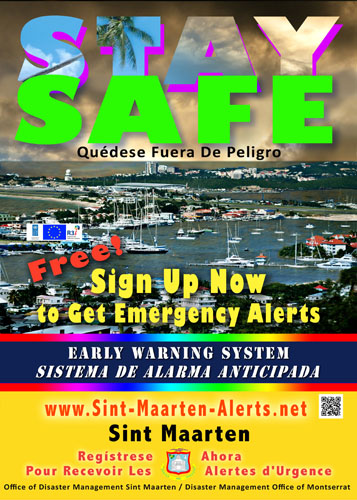 STAY
SAFE
Quédese Fuera De Peligro
Free!
Sign Up Now
to Get Emergency Alerts
EARLY WARNING SYSTEM
SISTEMA DE ALARMA ANTICIPADA
www.Sint-Maarten-Alerts.net
Sint Maarten
Regístrese Ahora
Pour Recevoir Les Alertes d'Urgence
Office of Disaster Management Sint Maarten / Disaster Management Office of Montserrat